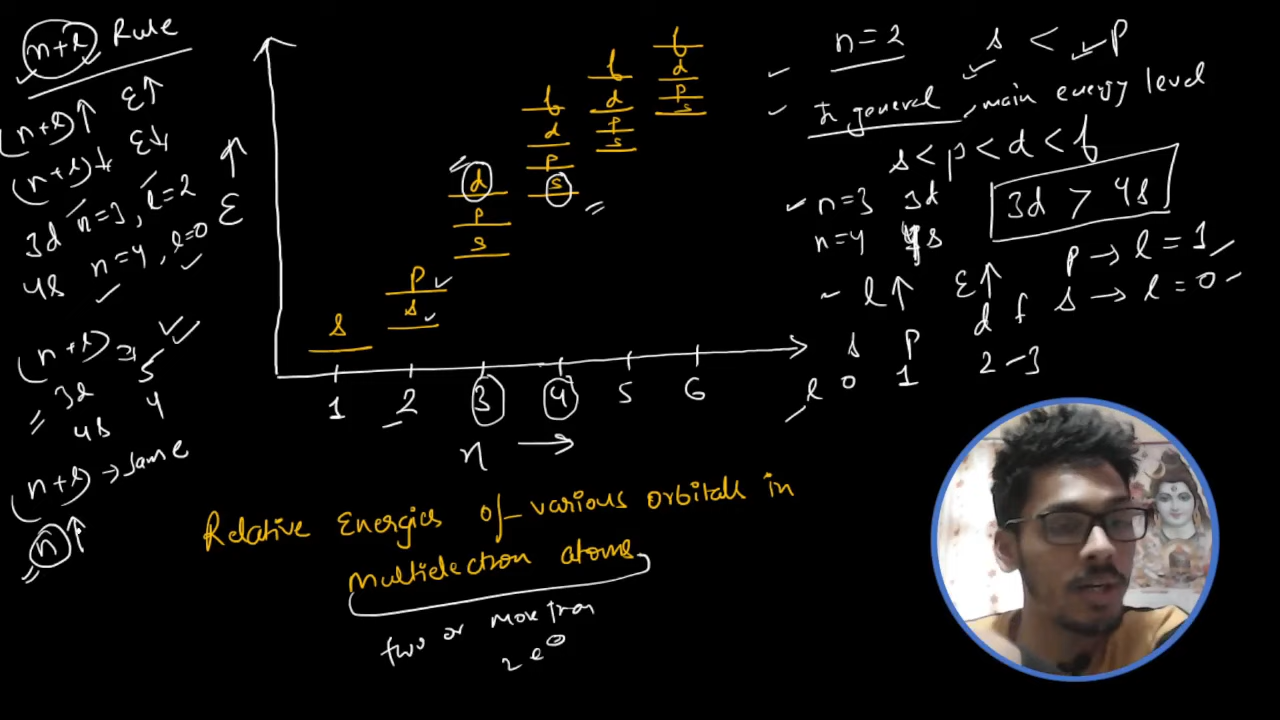 n+l Rule
(n+l)↑ ε↑
(n+l)↓ ε↓
3d n=3, l=2
4s n=4, l=0
(n+l) =
3d 5
4s 4
(n+l) → same
n ↑
ε ↑
s
p
s
d
p
s
f
d
p
s
f
d
p
s
f
d
p
s
1 2 3 4 5 6
n →
Relative Energies of various orbitals in
multielectron atoms
two or more than
2 e⊖
n=2 s < p
In general, main energy level
s < p < d < f
n=3 3d
n=4 4s
3d > 4s
l↑ ε↑
p → l = 1
s → l = 0
s p d f
l 0 1 2 – 3